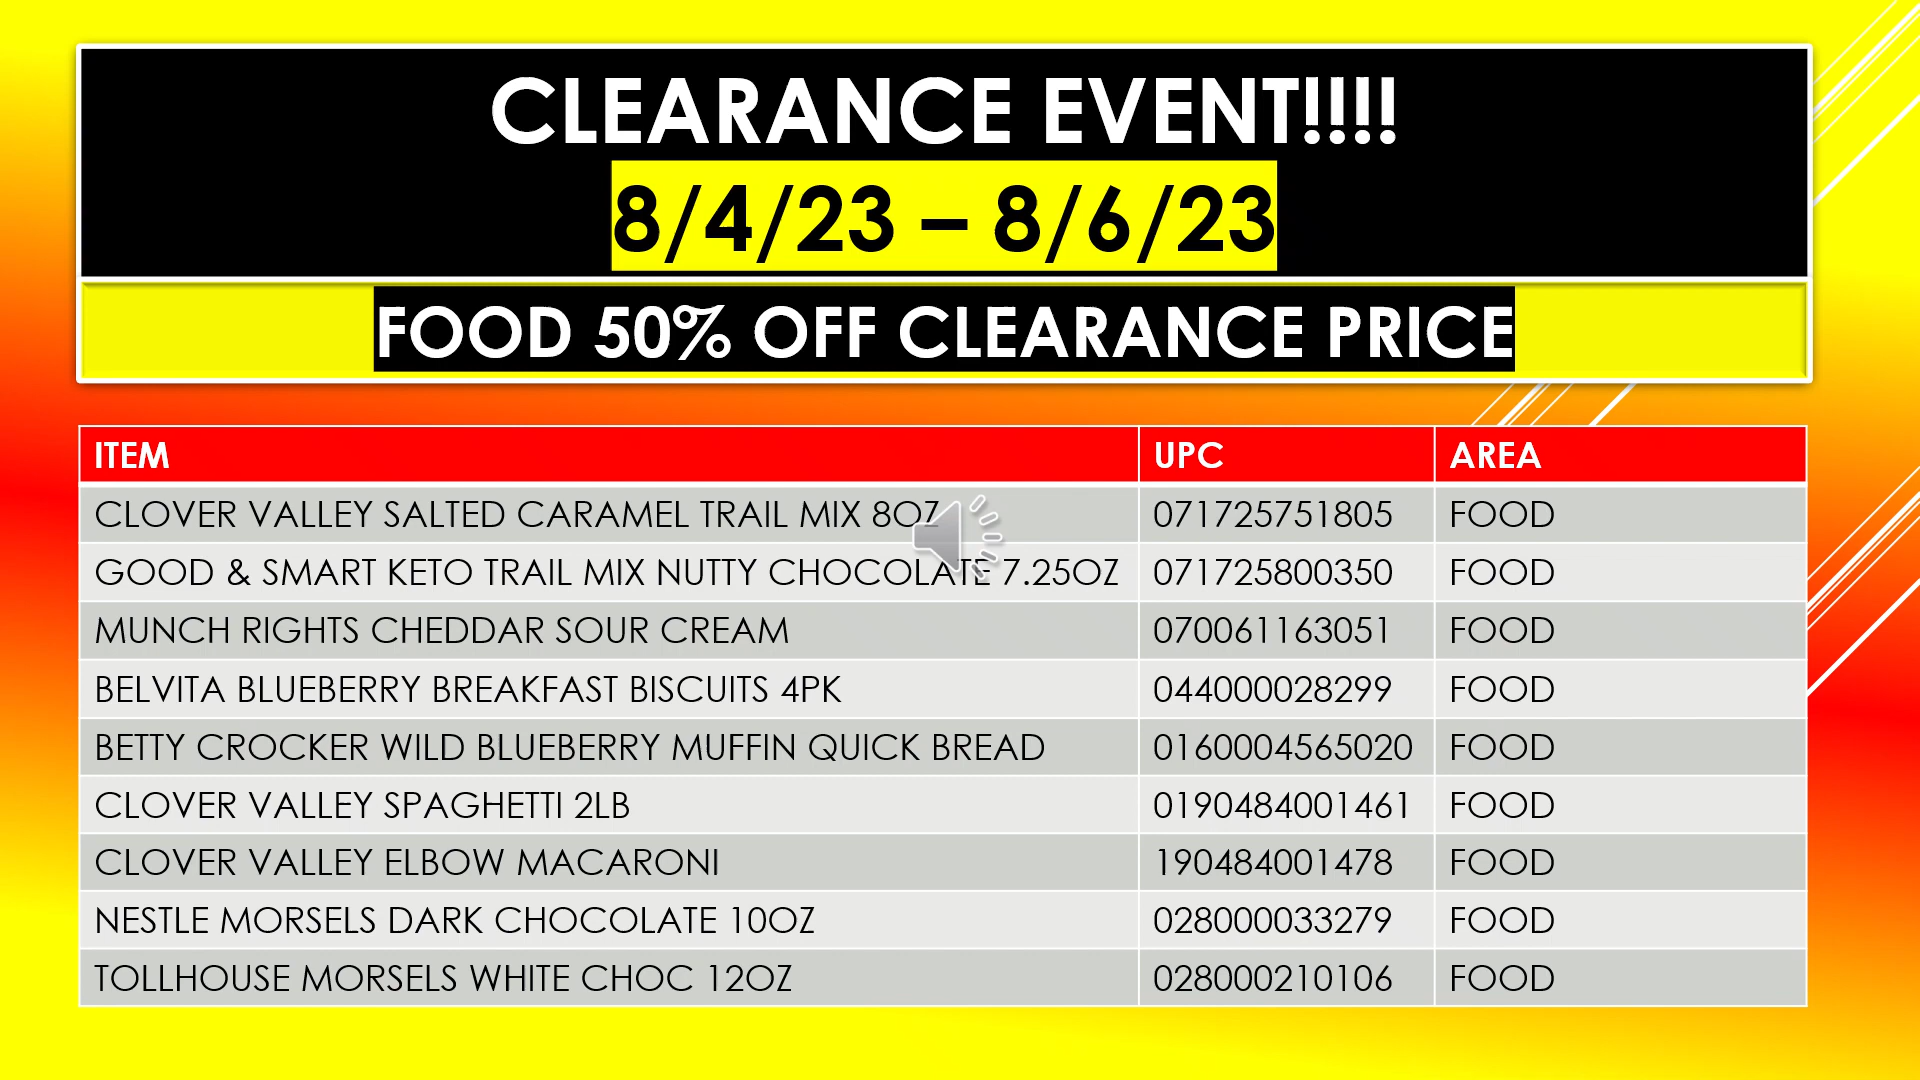 CLEARANCE EVENT!!!!
8/4/23 – 8/6/23
FOOD 50% OFF CLEARANCE PRICE
ITEM UPC AREA
CLOVER VALLEY SALTED CARAMEL TRAIL MIX 8OZ 071725751805 FOOD
GOOD & SMART KETO TRAIL MIX NUTTY CHOCOLATE 7.25OZ 071725800350 FOOD
MUNCH RIGHTS CHEDDAR SOUR CREAM 070061163051 FOOD
BELVITA BLUEBERRY BREAKFAST BISCUITS 4PK 044000028299 FOOD
BETTY CROCKER WILD BLUEBERRY MUFFIN QUICK BREAD 0160004565020 FOOD
CLOVER VALLEY SPAGHETTI 2LB 0190484001461 FOOD
CLOVER VALLEY ELBOW MACARONI 190484001478 FOOD
NESTLE MORSELS DARK CHOCOLATE 10OZ 028000033279 FOOD
TOLLHOUSE MORSELS WHITE CHOC 12OZ 028000210106 FOOD